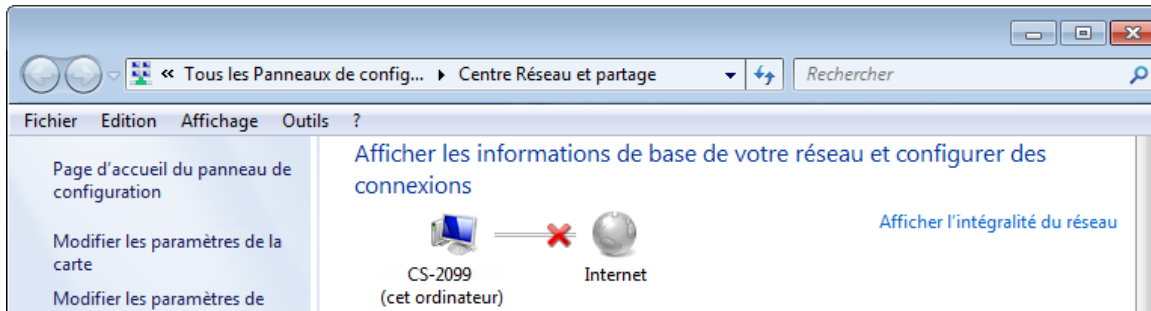 « Tous les Panneaux de config... ▸ Centre Réseau et partage
Rechercher
Fichier Edition Affichage Outils ?
Page d'accueil du panneau de
configuration
Modifier les paramètres de la
carte
Modifier les paramètres de
Afficher les informations de base de votre réseau et configurer des
connexions
Afficher l'intégralité du réseau
CS-2099
(cet ordinateur)
Internet